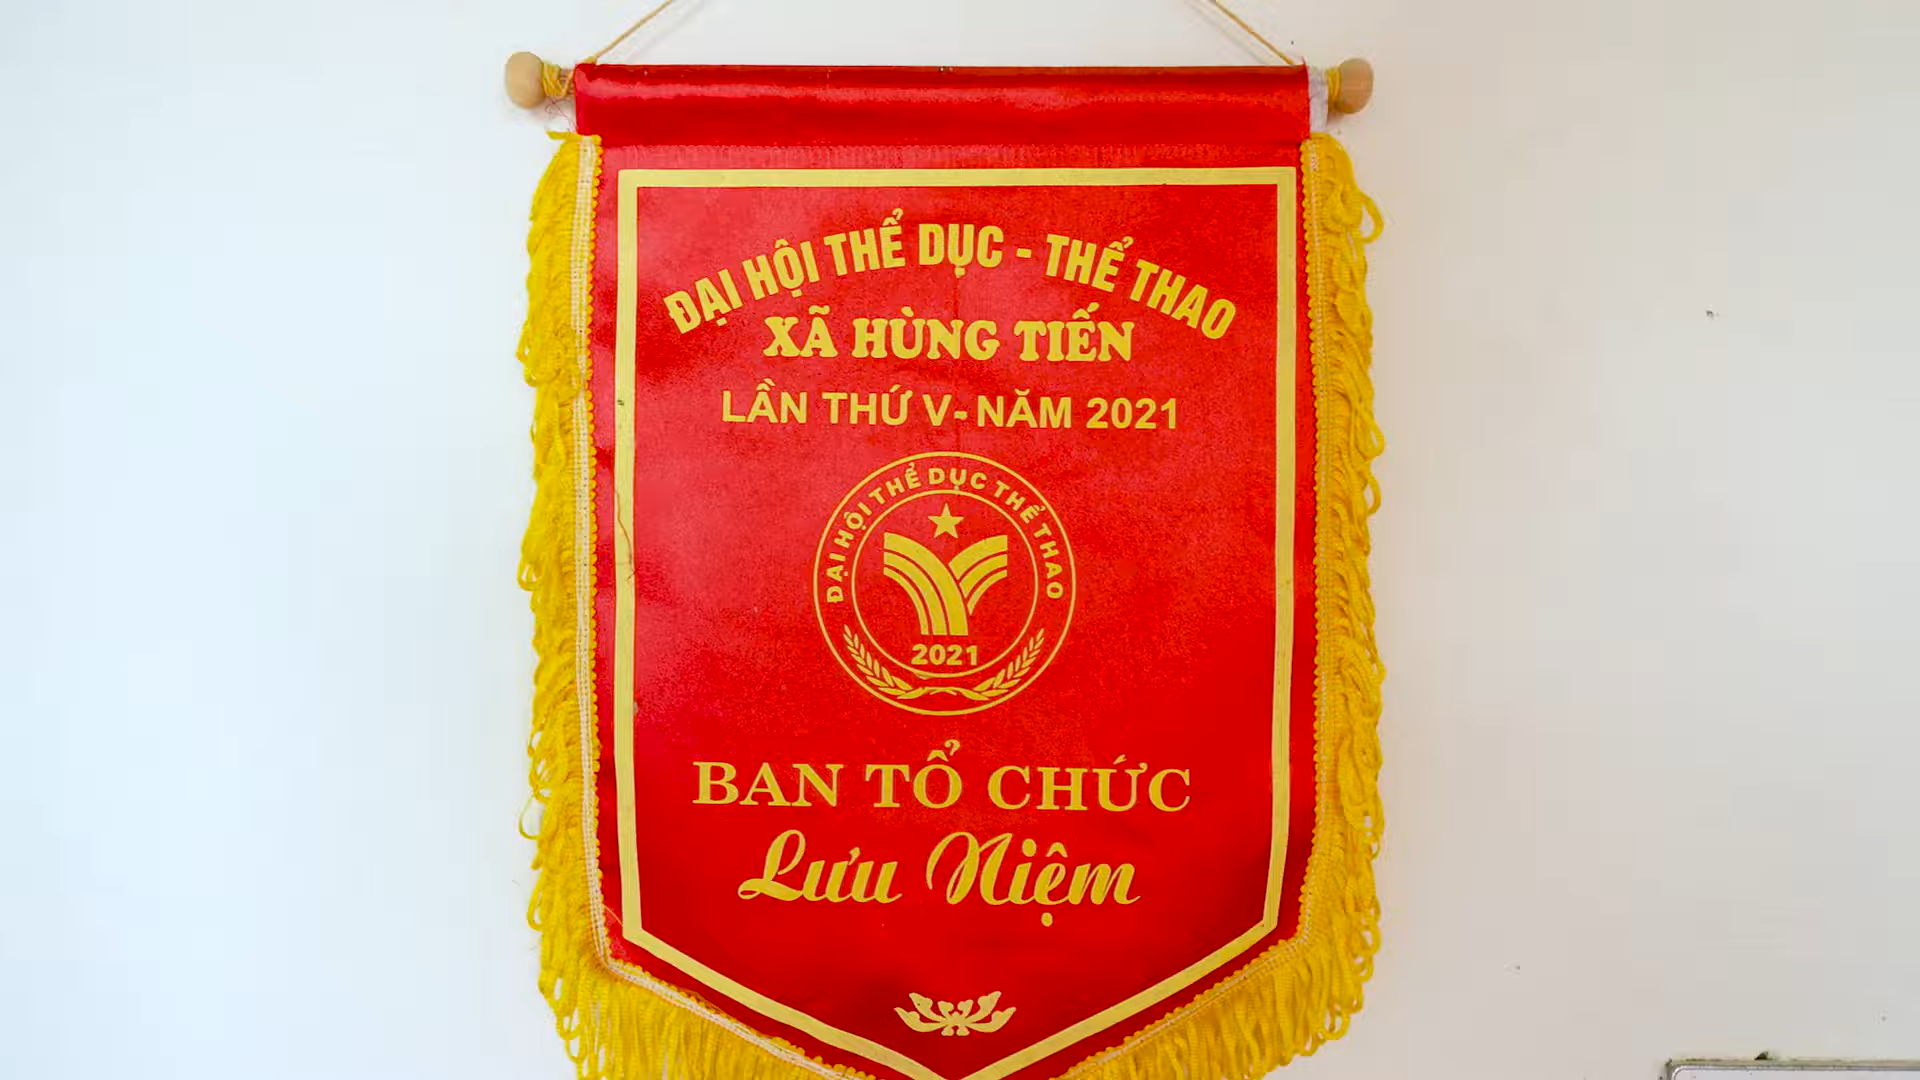 ĐẠI HỘI THỂ DỤC - THỂ THAO
XÃ HÙNG TIẾN
LẦN THỨ V- NĂM 2021
ĐẠI HỘI THỂ DỤC THỂ THAO
2021
BAN TỔ CHỨC
Lưu Niệm